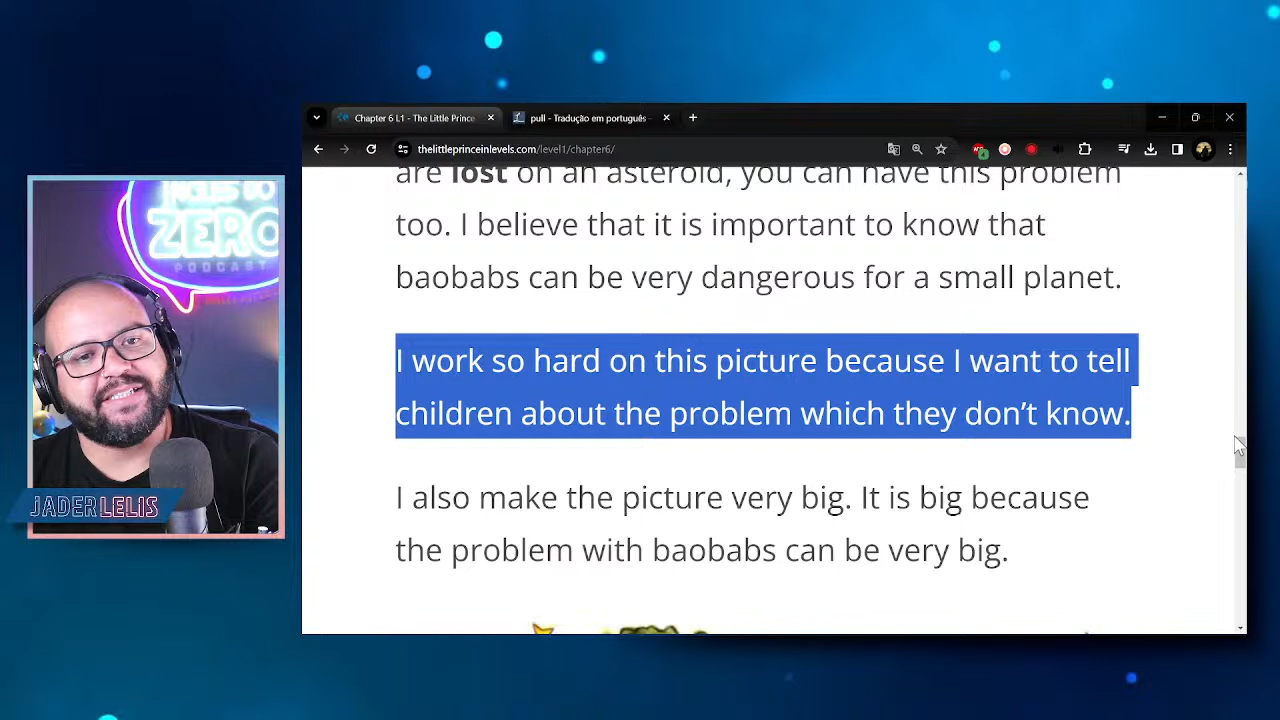 Chapter 6 L1 - The Little Prince
pull - Tradução em português -
thelittleprinceinlevels.com/level1/chapter6/
are lost on an asteroid, you can have this problem
too. I believe that it is important to know that
baobabs can be very dangerous for a small planet.
I work so hard on this picture because I want to tell
children about the problem which they don't know.
I also make the picture very big. It is big because
the problem with baobabs can be very big.
ZERO
PODCAST
JADERLELIS